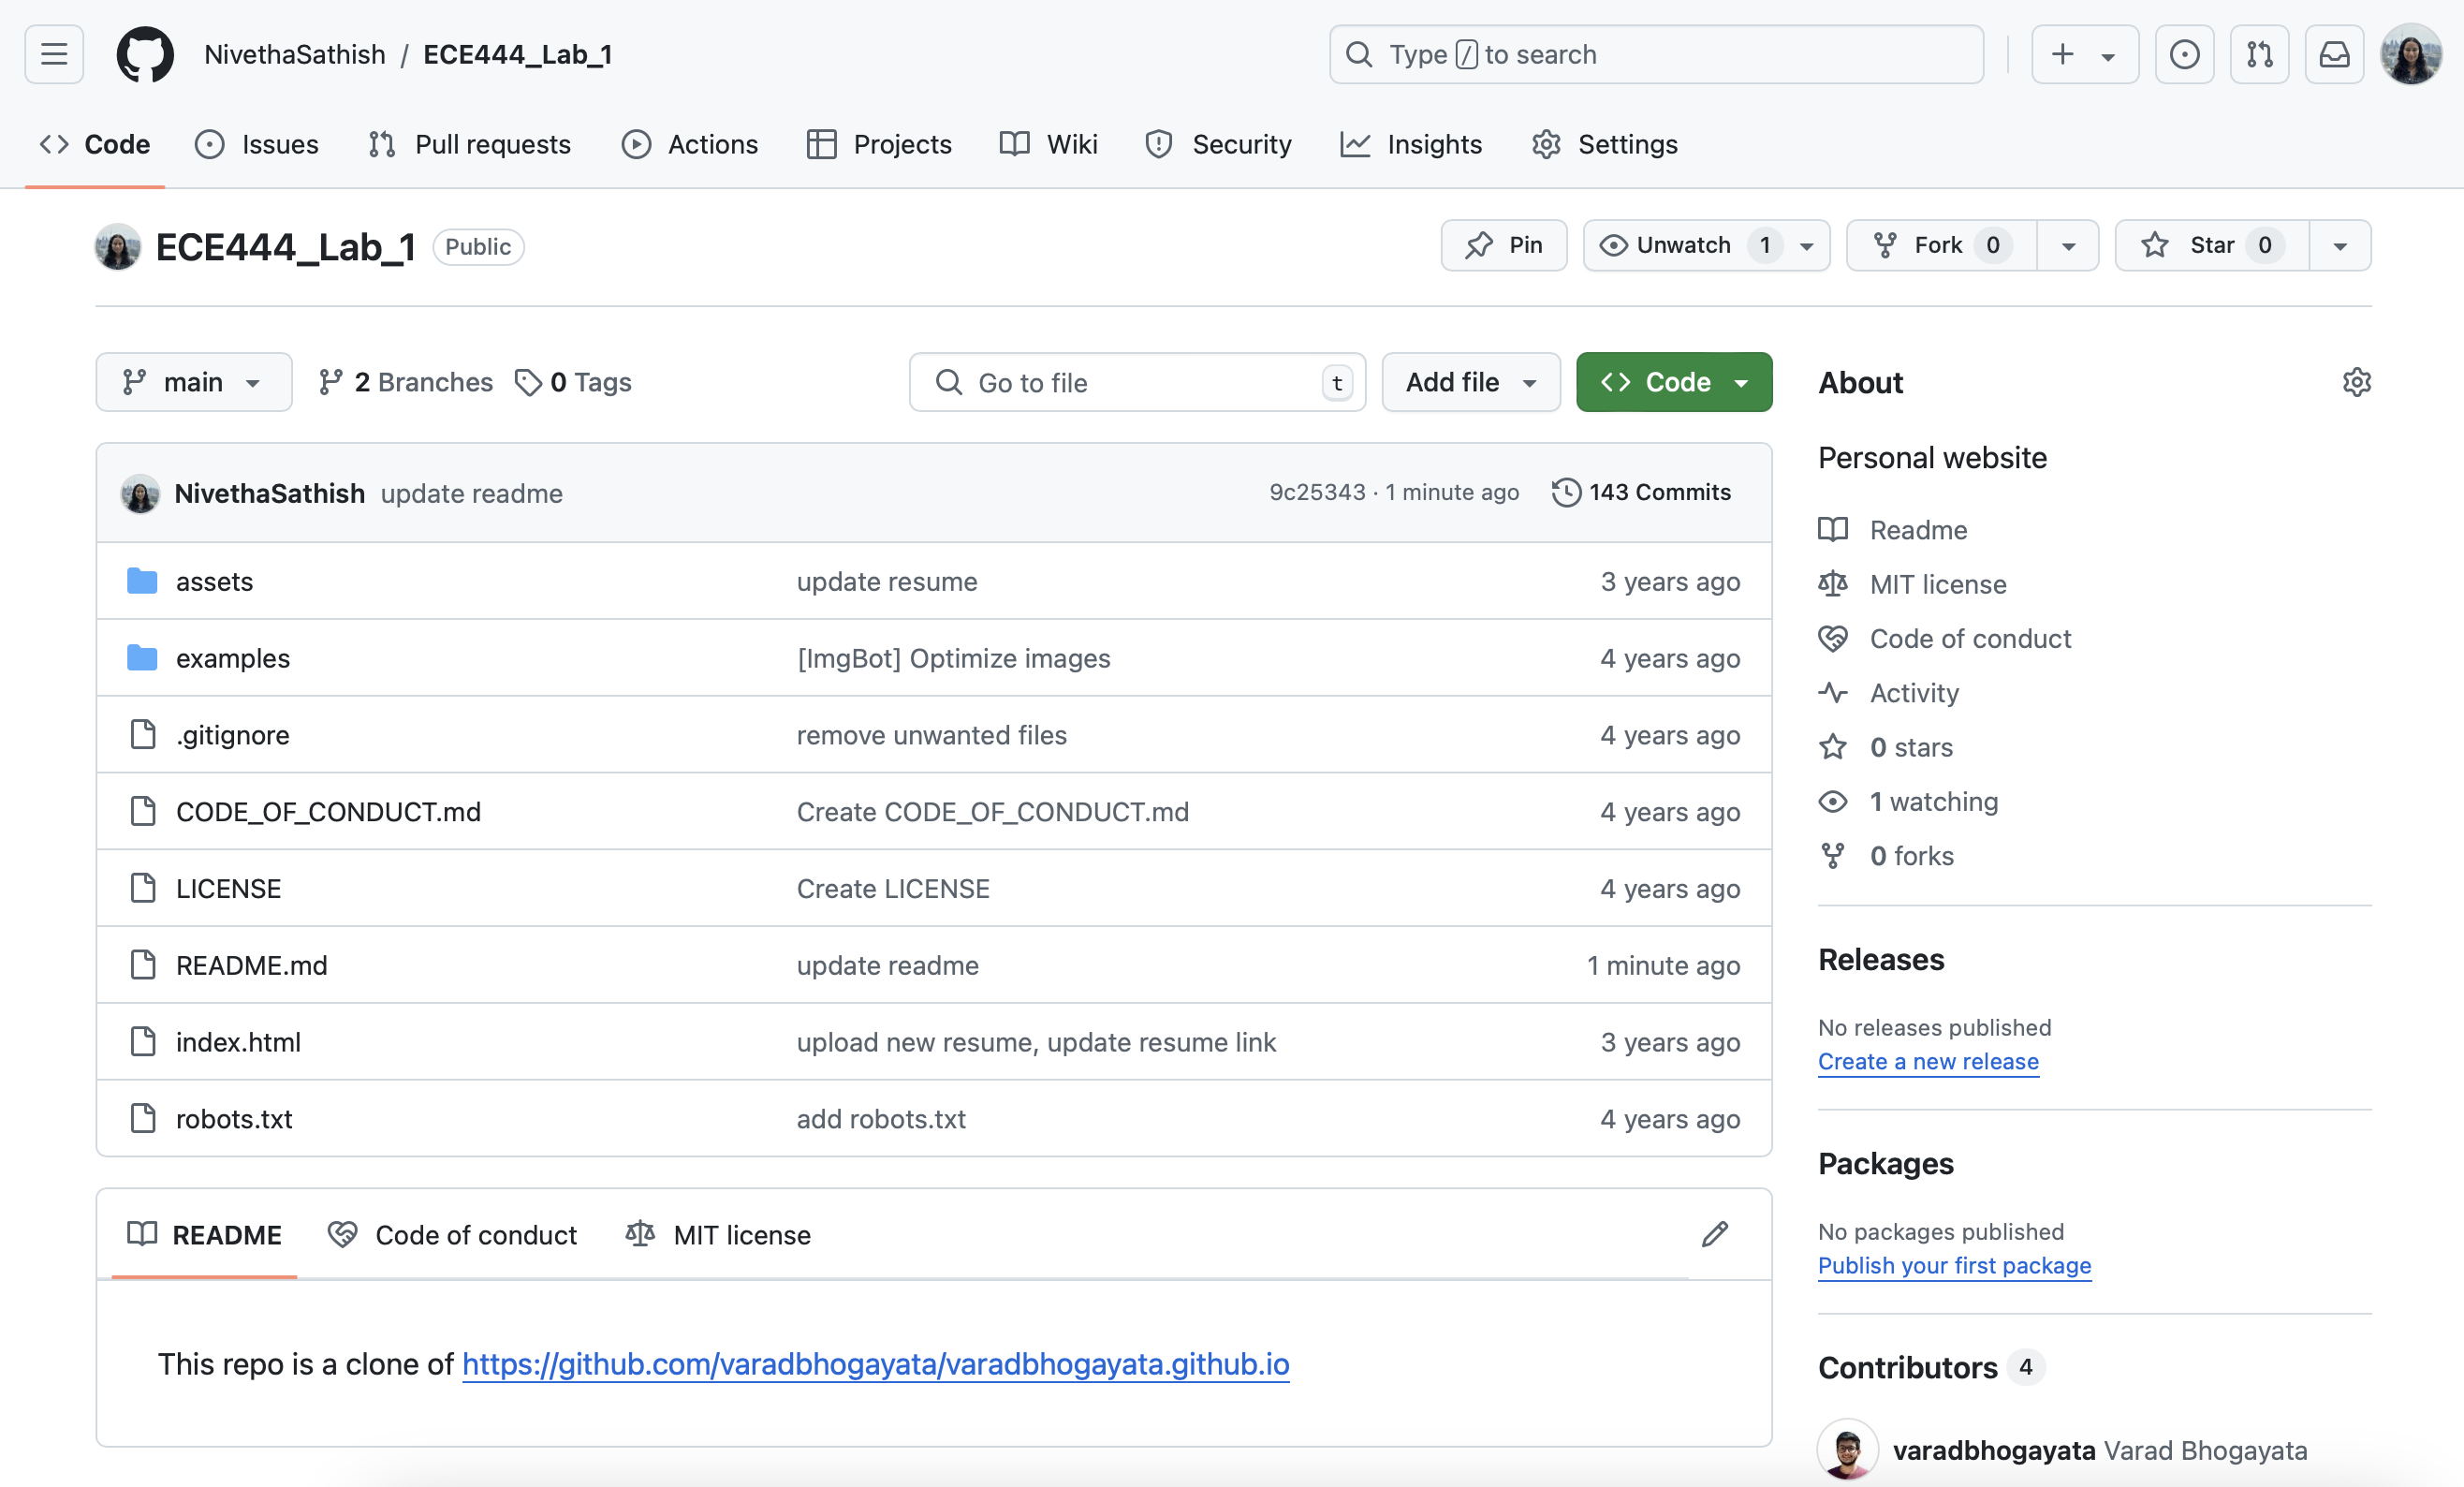 NivethaSathish / ECE444_Lab_1
Type / to search
Code Issues Pull requests Actions Projects Wiki Security Insights Settings
ECE444_Lab_1 Public
Pin Unwatch 1 Fork 0 Star 0
main 2 Branches 0 Tags Go to file t Add file Code
NivethaSathish update readme 9c25343 · 1 minute ago 143 Commits
assets update resume 3 years ago
examples [ImgBot] Optimize images 4 years ago
.gitignore remove unwanted files 4 years ago
CODE_OF_CONDUCT.md Create CODE_OF_CONDUCT.md 4 years ago
LICENSE Create LICENSE 4 years ago
README.md update readme 1 minute ago
index.html upload new resume, update resume link 3 years ago
robots.txt add robots.txt 4 years ago
README Code of conduct MIT license
This repo is a clone of https://github.com/varadbhogayata/varadbhogayata.github.io
About
Personal website
Readme
MIT license
Code of conduct
Activity
0 stars
1 watching
0 forks
Releases
No releases published
Create a new release
Packages
No packages published
Publish your first package
Contributors 4
varadbhogayata Varad Bhogayata